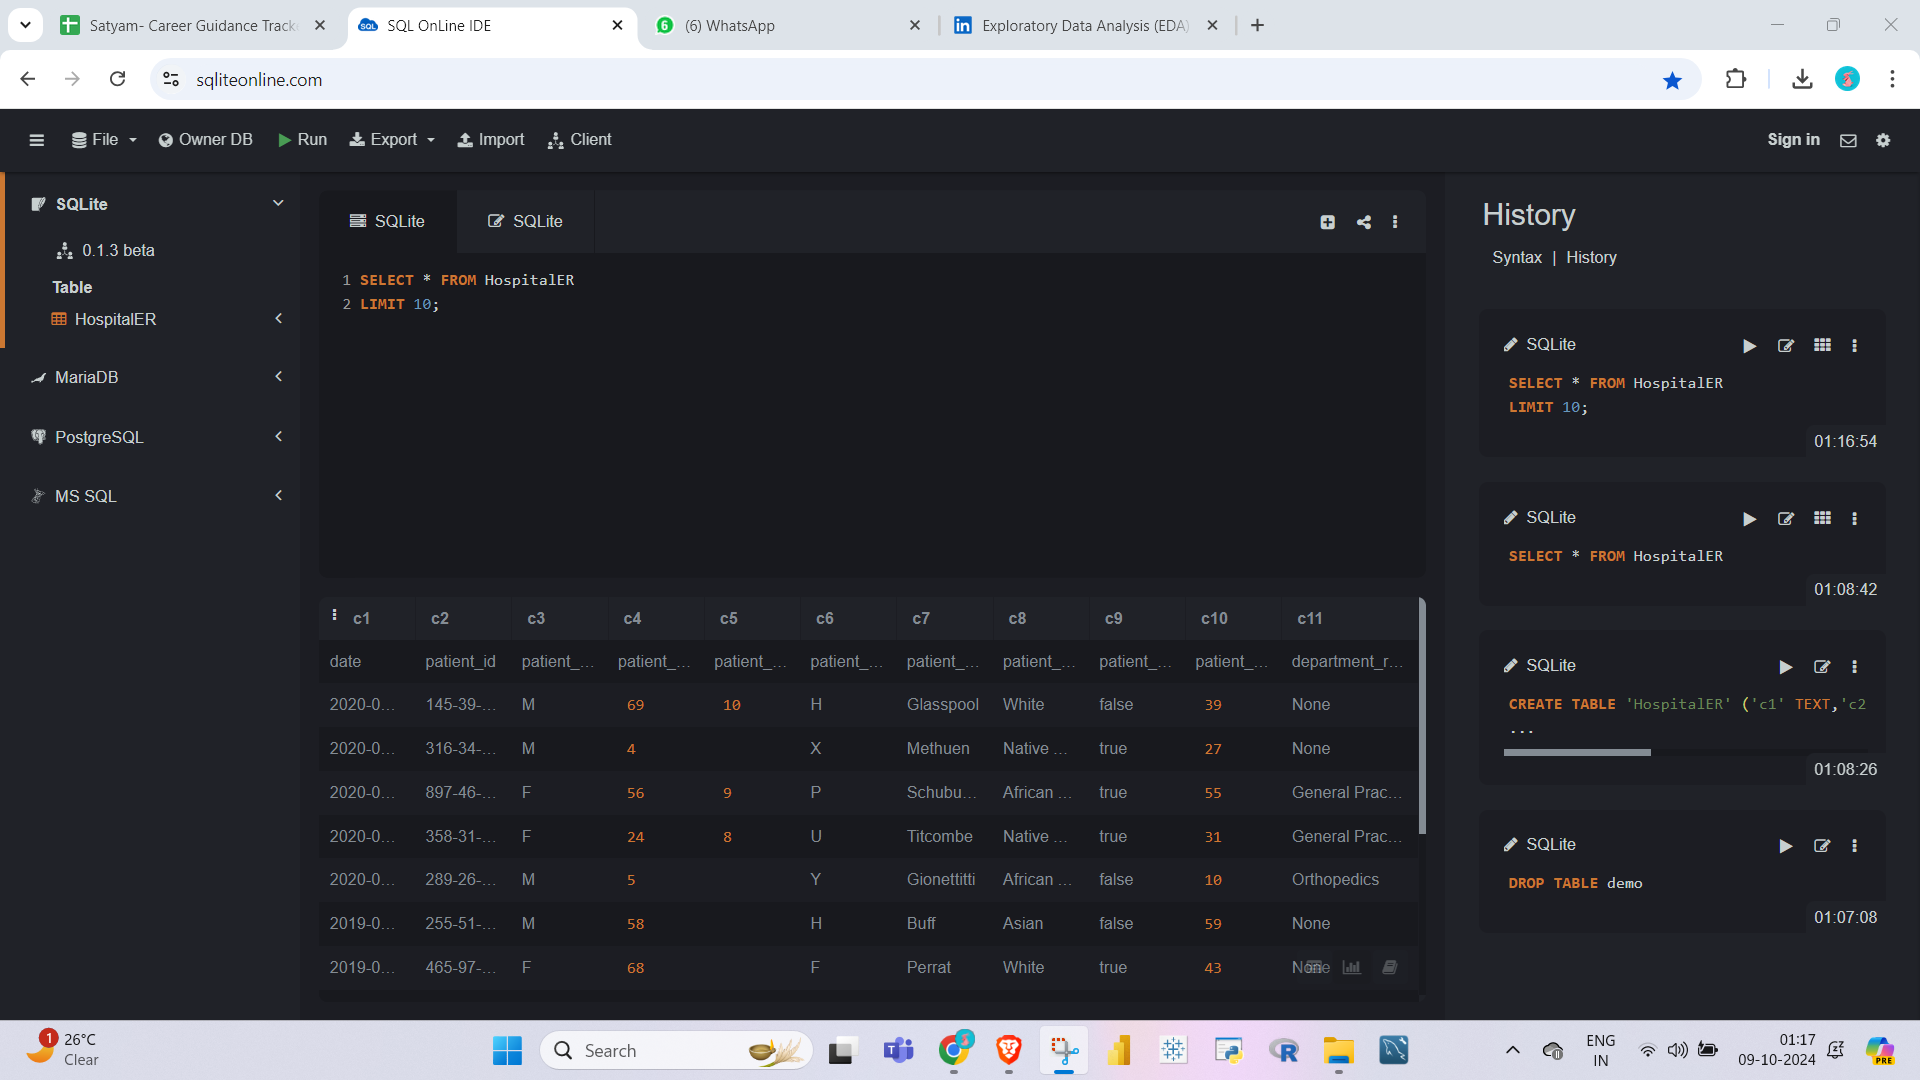 Satyam- Career Guidance Track
SQL OnLine IDE
(6) WhatsApp
Exploratory Data Analysis (EDA)
sqliteonline.com
File
Owner DB
Run
Export
Import
Client
Sign in
SQLite
0.1.3 beta
Table
HospitalER
MariaDB
PostgreSQL
MS SQL
SQLite
SQLite
1 SELECT * FROM HospitalER
2 LIMIT 10;
c1 c2 c3 c4 c5 c6 c7 c8 c9 c10 c11
date patient_id patient_... patient_... patient_... patient_... patient_... patient_... patient_... patient_... department_r...
2020-0... 145-39-... M 69 10 H Glasspool White false 39 None
2020-0... 316-34-... M 4 X Methuen Native ... true 27 None
2020-0... 897-46-... F 56 9 P Schubu... African ... true 55 General Prac...
2020-0... 358-31-... F 24 8 U Titcombe Native ... true 31 General Prac...
2020-0... 289-26-... M 5 Y Gionettitti African ... false 10 Orthopedics
2019-0... 255-51-... M 58 H Buff Asian false 59 None
2019-0... 465-97-... F 68 F Perrat White true 43 None
History
Syntax | History
SQLite
SELECT * FROM HospitalER
LIMIT 10;
01:16:54
SQLite
SELECT * FROM HospitalER
01:08:42
SQLite
CREATE TABLE 'HospitalER' ('c1' TEXT,'c2
...
01:08:26
SQLite
DROP TABLE demo
01:07:08
1
26°C
Clear
Search
ENG
IN
01:17
09-10-2024
PRE